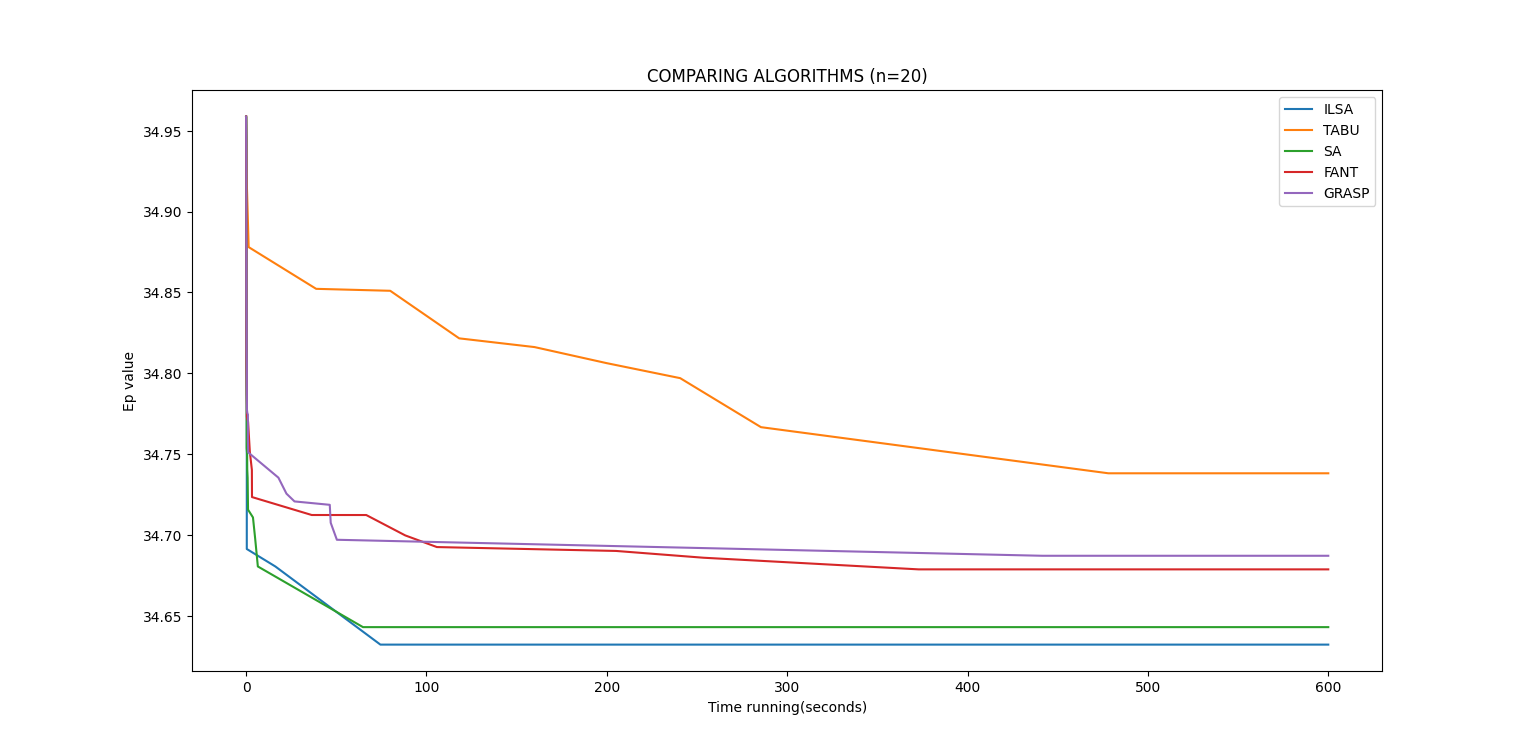 COMPARING ALGORITHMS (n=20)
ILSA
TABU
SA
FANT
GRASP
34.95
34.90
34.85
34.80
34.75
34.70
34.65
Ep value
0 100 200 300 400 500 600
Time running(seconds)